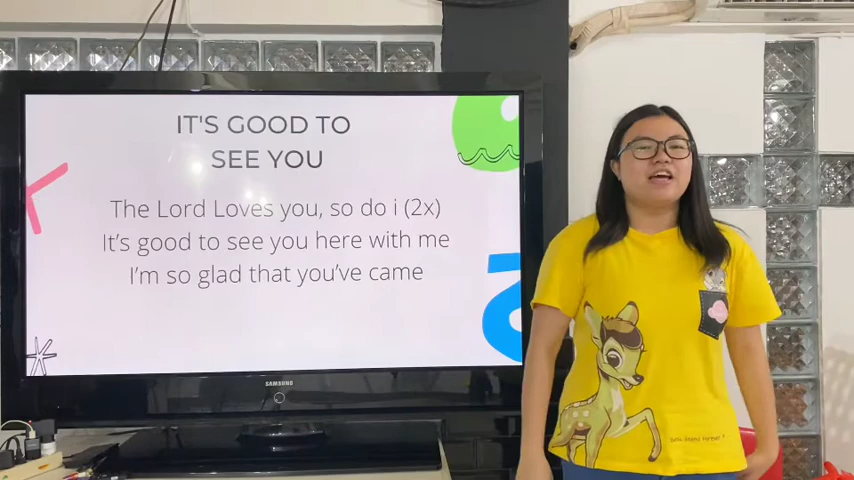 IT'S GOOD TO
SEE YOU
The Lord Loves you, so do i (2x)
It's good to see you here with me
I'm so glad that you've came
SAMSUNG